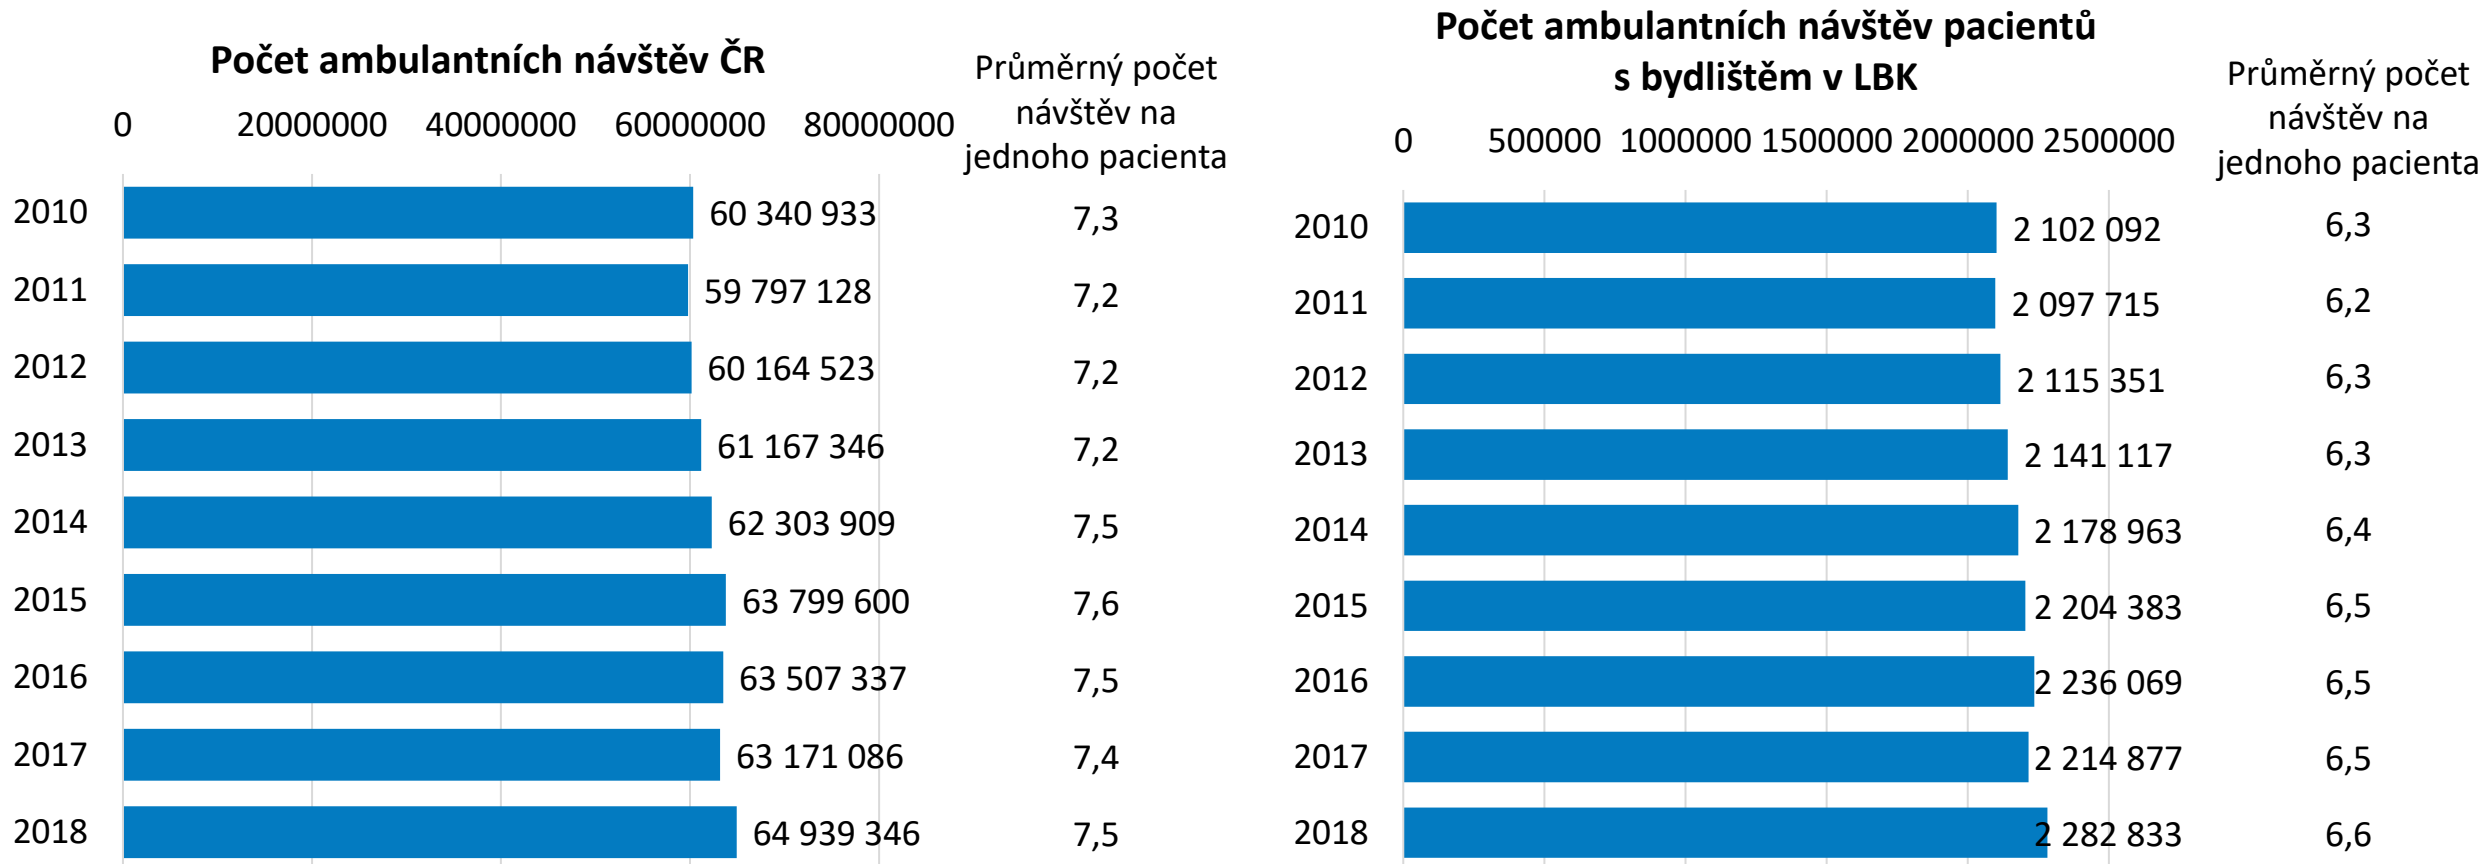 Počet ambulantních návštěv ČR
Průměrný počet
návštěv na
jednoho pacienta
0 20000000 40000000 60000000 80000000
2010 60 340 933 7,3
2011 59 797 128 7,2
2012 60 164 523 7,2
2013 61 167 346 7,2
2014 62 303 909 7,5
2015 63 799 600 7,6
2016 63 507 337 7,5
2017 63 171 086 7,4
2018 64 939 346 7,5
Počet ambulantních návštěv pacientů
s bydlištěm v LBK
Průměrný počet
návštěv na
jednoho pacienta
0 500000 1000000 1500000 2000000 2500000
2010 2 102 092 6,3
2011 2 097 715 6,2
2012 2 115 351 6,3
2013 2 141 117 6,3
2014 2 178 963 6,4
2015 2 204 383 6,5
2016 2 236 069 6,5
2017 2 214 877 6,5
2018 2 282 833 6,6